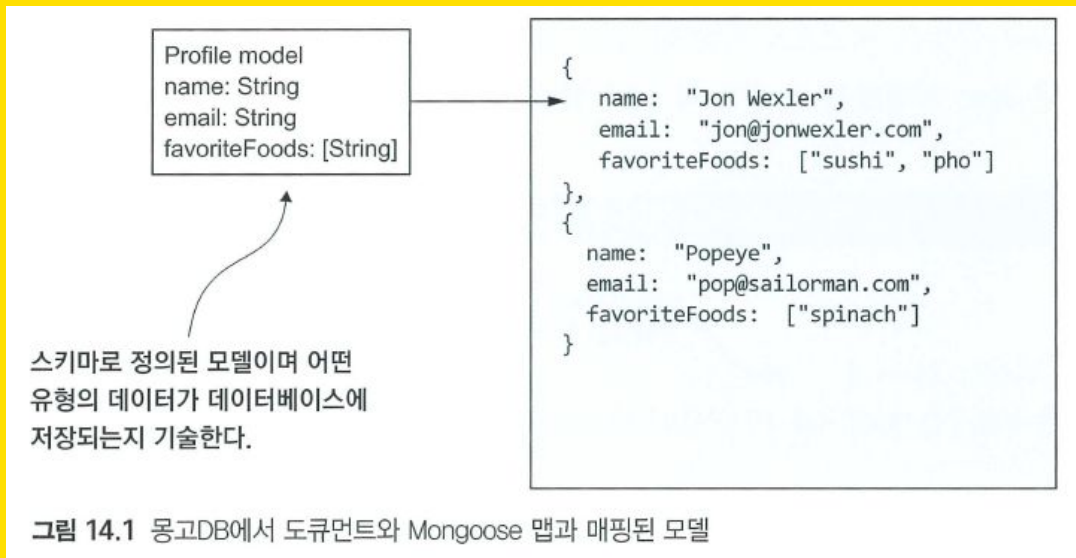 Profile model
name: String
email: String
favoriteFoods: [String]
{
name: "Jon Wexler",
email: "jon@jonwexler.com",
favoriteFoods: ["sushi", "pho"]
},
{
name: "Popeye",
email: "pop@sailorman.com",
favoriteFoods: ["spinach"]
}
스키마로 정의된 모델이며 어떤
유형의 데이터가 데이터베이스에
저장되는지 기술한다.
그림 14.1 몽고DB에서 도큐먼트와 Mongoose 맵과 매핑된 모델